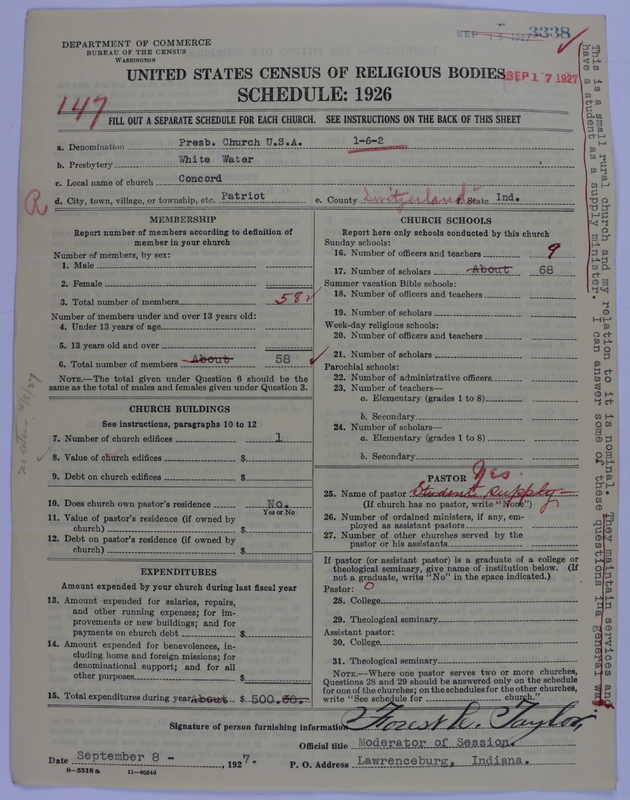 3338
SEP 15 1927
DEPARTMENT OF COMMERCE
BUREAU OF THE CENSUS
WASHINGTON
UNITED STATES CENSUS OF RELIGIOUS BODIES
SEP 17 1927
SCHEDULE: 1926
147
FILL OUT A SEPARATE SCHEDULE FOR EACH CHURCH. SEE INSTRUCTIONS ON THE BACK OF THIS SHEET
a. Denomination Presb. Church U.S.A. 1-6-2
b. Presbytery White Water
c. Local name of church Concord
R
d. City, town, village, or township, etc. Patriot e. County Switzerland f. State Ind.
MEMBERSHIP
Report number of members according to definition of
member in your church
Number of members, by sex:
1. Male
2. Female
3. Total number of members 58
Number of members under and over 13 years old:
4. Under 13 years of age
5. 13 years old and over
6. Total number of members About 58
NOTE.—The total given under Question 6 should be the
same as the total of males and females given under Question 3.
CHURCH BUILDINGS
See instructions, paragraphs 10 to 12
7. Number of church edifices 1
8. Value of church edifices $
9. Debt on church edifices $
10. Does church own pastor's residence No.
Yes or No
11. Value of pastor's residence (if owned by
church) $
12. Debt on pastor's residence (if owned by
church) $
EXPENDITURES
Amount expended by your church during last fiscal year
13. Amount expended for salaries, repairs,
and other running expenses; for im-
provements or new buildings; and for
payments on church debt $
14. Amount expended for benevolences, in-
cluding home and foreign missions; for
denominational support; and for all
other purposes $
15. Total expenditures during year About $ 500.00.
CHURCH SCHOOLS
Report here only schools conducted by this church
Sunday schools:
16. Number of officers and teachers 9
17. Number of scholars About 68
Summer vacation Bible schools:
18. Number of officers and teachers
19. Number of scholars
Week-day religious schools:
20. Number of officers and teachers
21. Number of scholars
Parochial schools:
22. Number of administrative officers
23. Number of teachers—
a. Elementary (grades 1 to 8)
b. Secondary
24. Number of scholars—
a. Elementary (grades 1 to 8)
b. Secondary
PASTOR Yes
25. Name of pastor Student supply
(If church has no pastor, write "None")
26. Number of ordained ministers, if any, em-
ployed as assistant pastors
27. Number of other churches served by the
pastor or his assistants
If pastor (or assistant pastor) is a graduate of a college or
theological seminary, give name of institution below. (If
not a graduate, write "No" in the space indicated.)
Pastor: 0
28. College
29. Theological seminary
Assistant pastor:
30. College
31. Theological seminary
NOTE.—Where one pastor serves two or more churches,
Questions 28 and 29 should be answered only on the schedule
for one of the churches; on the schedules for the other churches,
write "See schedule for church."
Signature of person furnishing information Forest C. Taylor,
Official title Moderator of Session.
Date September 8 - , 1927. P. O. Address Lawrenceburg, Indiana.
8—5518a 11—9064d
This is a small rural church and my relation to it is nominal. They maintain services and
have a student as a supply minister. I can answer some of these questions ina general way.